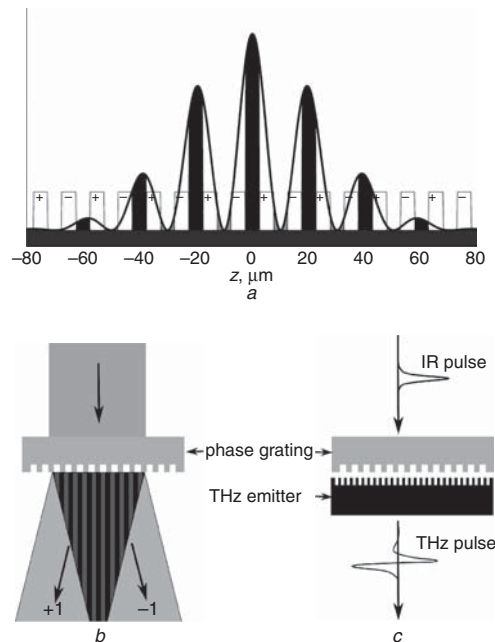 + − + − + − + − + − + − + − + −
−80 −60 −40 −20 0 20 40 60 80
z, μm
a
IR pulse
phase grating
THz emitter
THz pulse
+1 −1
b c